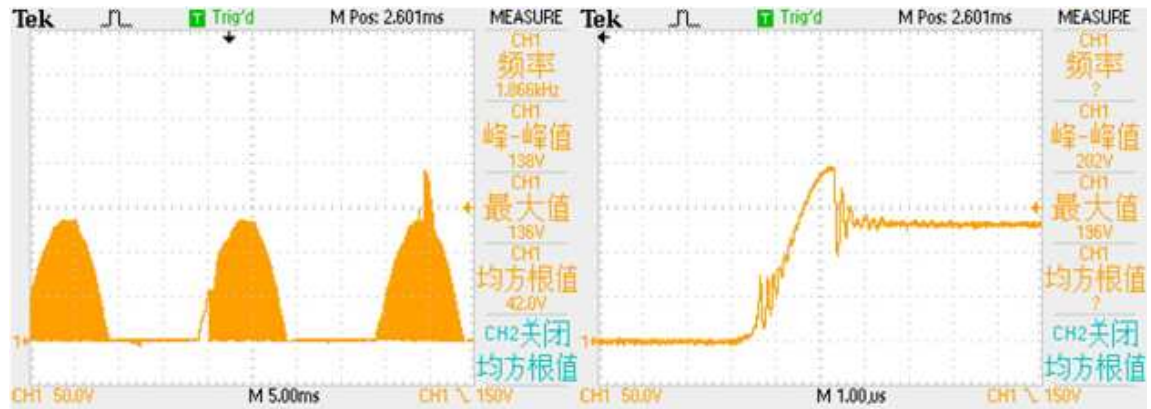 Tek T Trig'd M Pos: 2.601ms MEASURE
CH1
频率
1.866kHz
CH1
峰-峰值
138V
CH1
最大值
136V
CH1
均方根值
42.0V
CH2关闭
均方根值
1
CH1 50.0V M 5.00ms CH1 150V
Tek T Trig'd M Pos: 2.601ms MEASURE
CH1
频率
?
CH1
峰-峰值
202V
CH1
最大值
196V
CH1
均方根值
?
CH2关闭
均方根值
1
CH1 50.0V M 1.00µs CH1 150V